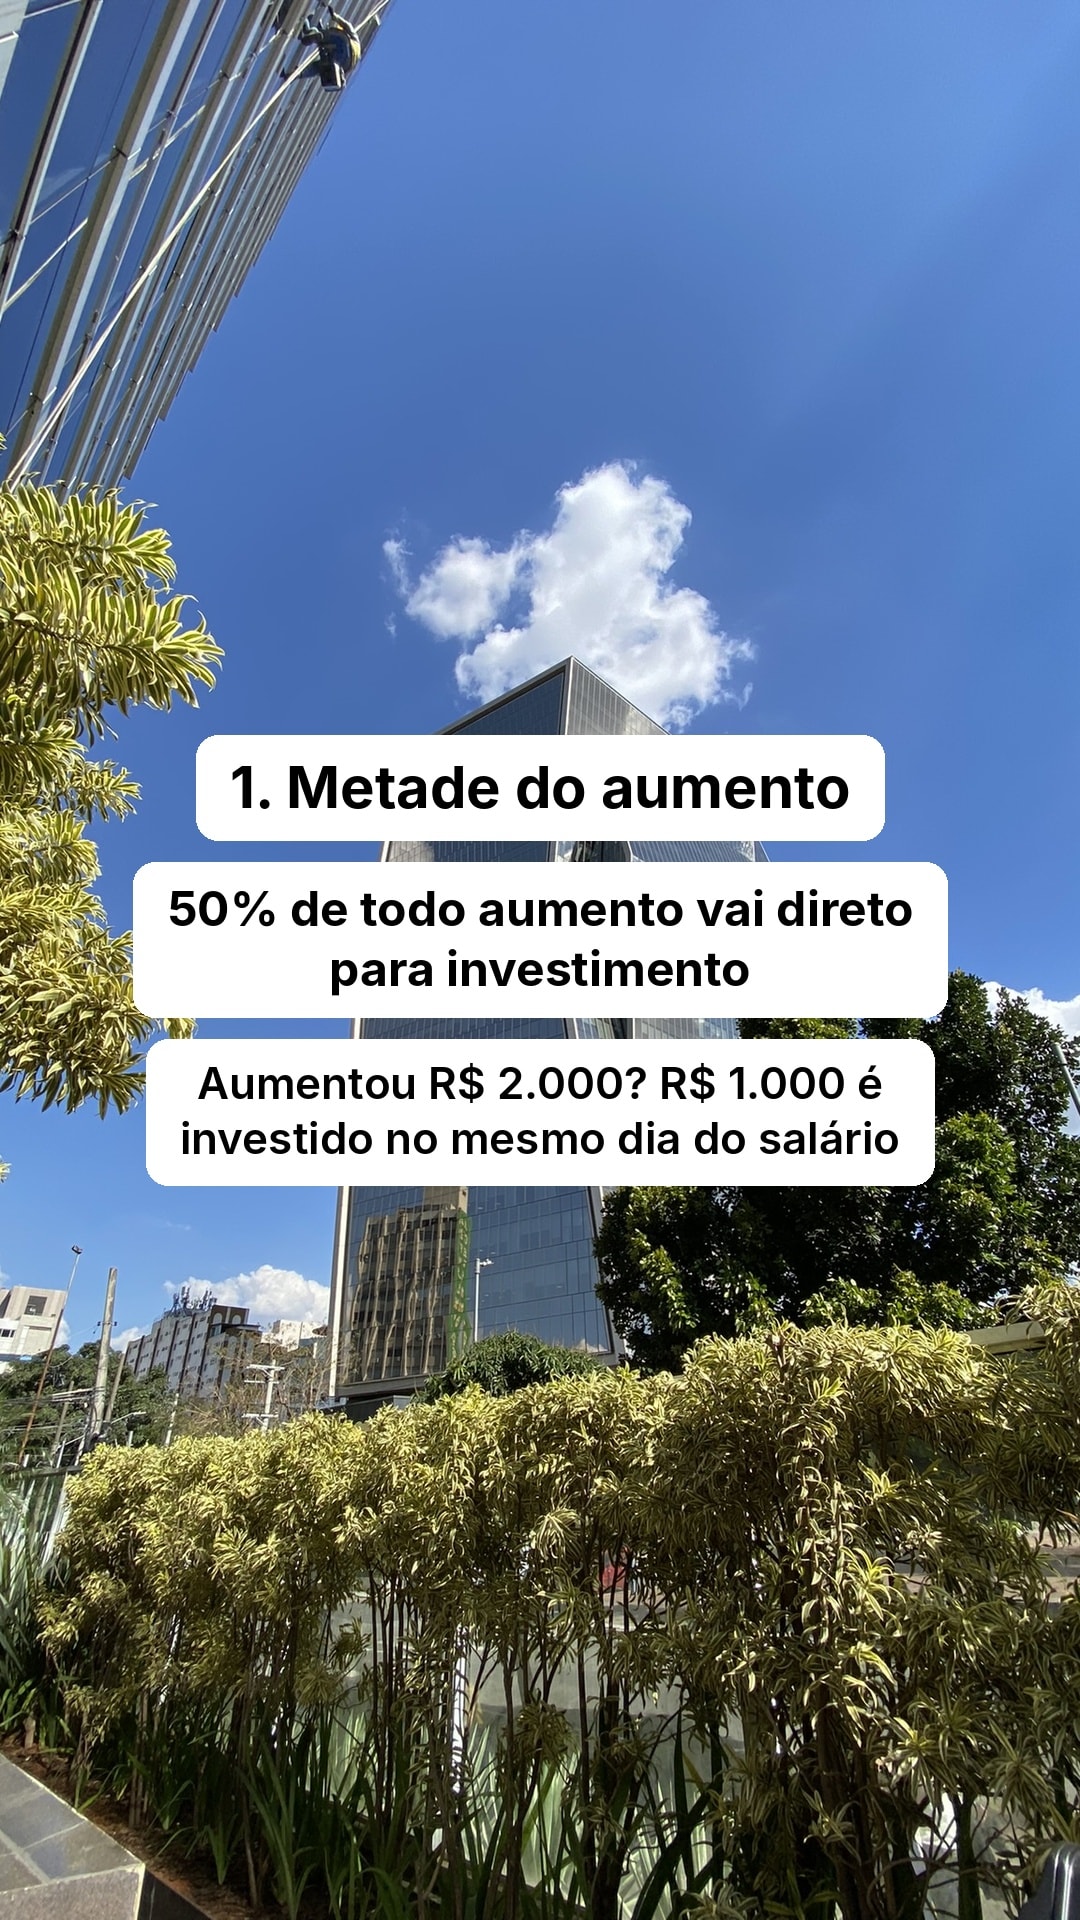 1. Metade do aumento
50% de todo aumento vai direto
para investimento
Aumentou R$ 2.000? R$ 1.000 é
investido no mesmo dia do salário